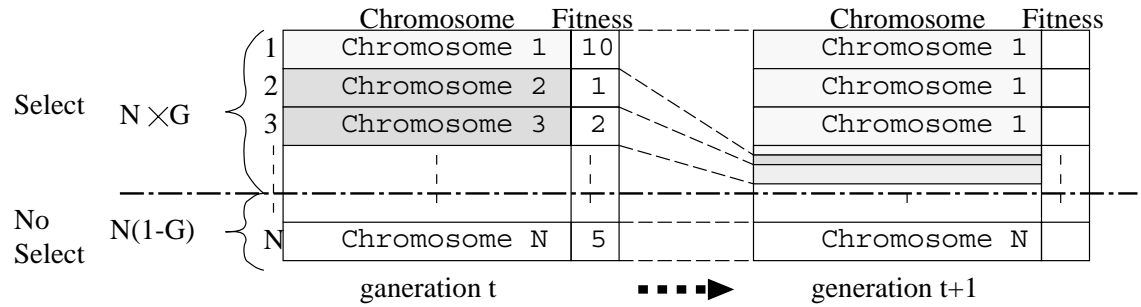 Chromosome Fitness Chromosome Fitness
1 Chromosome 1 10 Chromosome 1
2 Chromosome 2 1 Chromosome 1
Select N×G
3 Chromosome 3 2 Chromosome 1
No Select N(1-G)
N Chromosome N 5 Chromosome N
ganeration t generation t+1